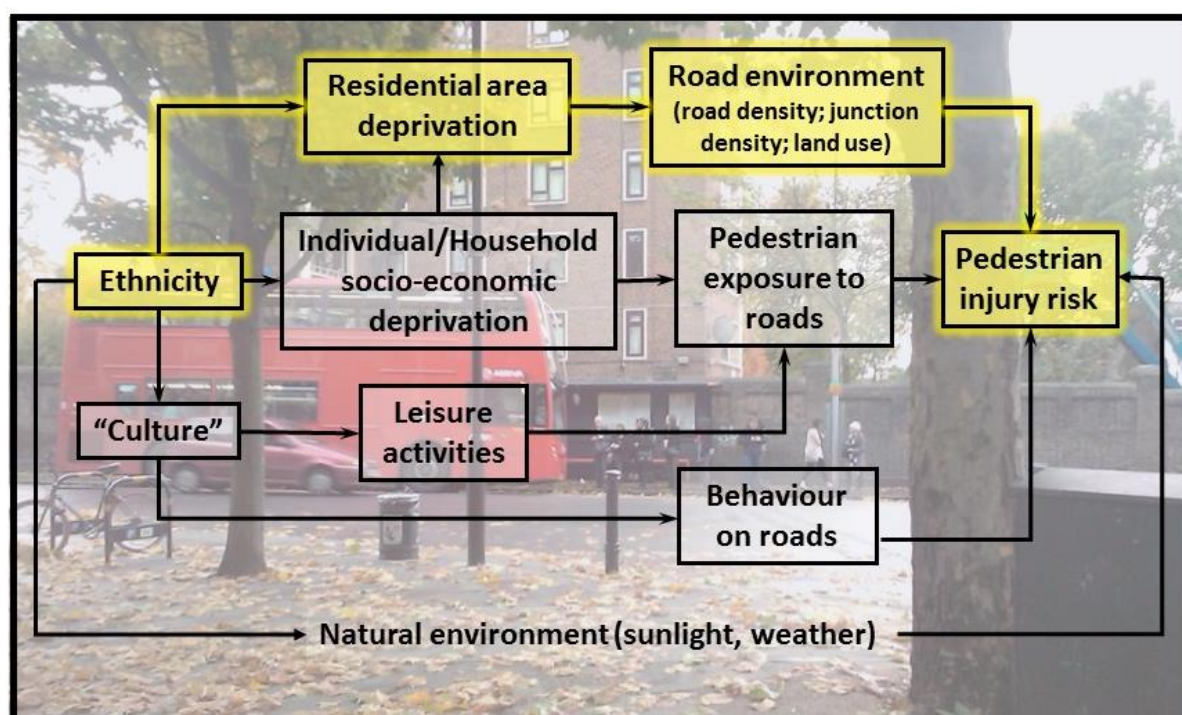 Residential area
deprivation
Road environment
(road density; junction
density; land use)
Ethnicity
Individual/Household
socio-economic
deprivation
Pedestrian
exposure to
roads
Pedestrian
injury risk
“Culture”
Leisure
activities
Behaviour
on roads
Natural environment (sunlight, weather)